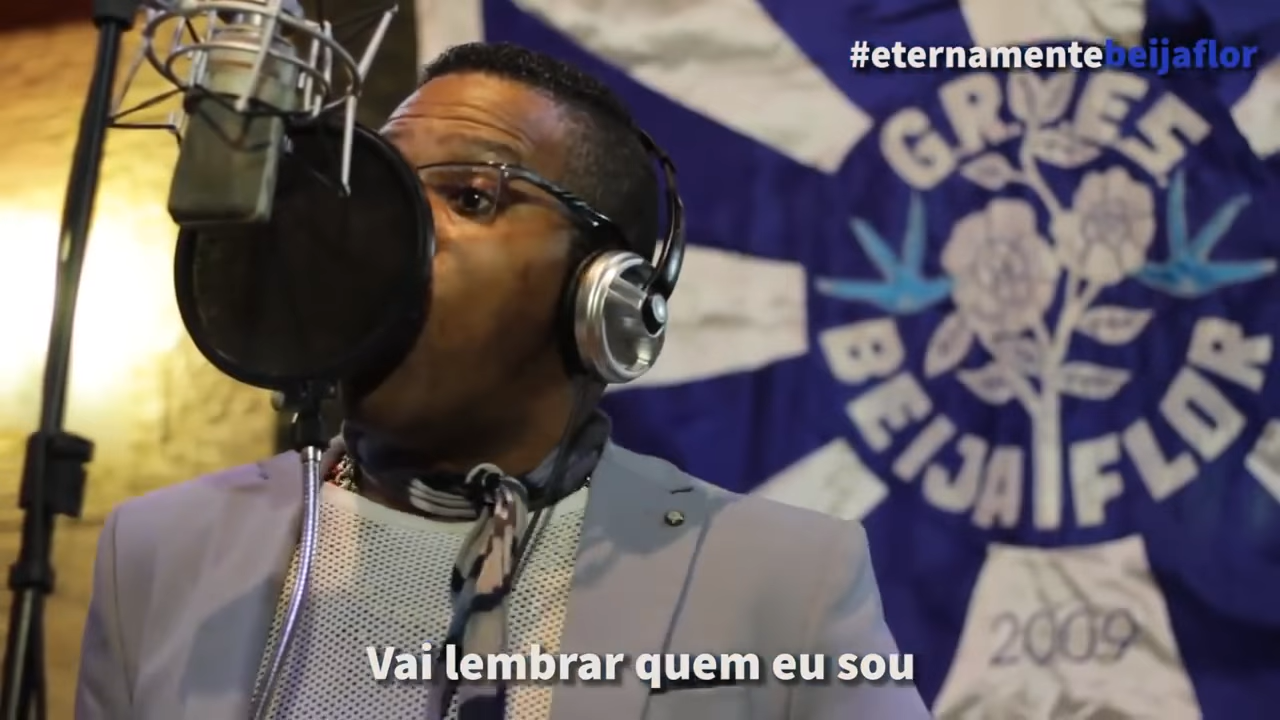 #eternamentebeijaflor
GRES
BEIJA FLOR
2009
Vai lembrar quem eu sou